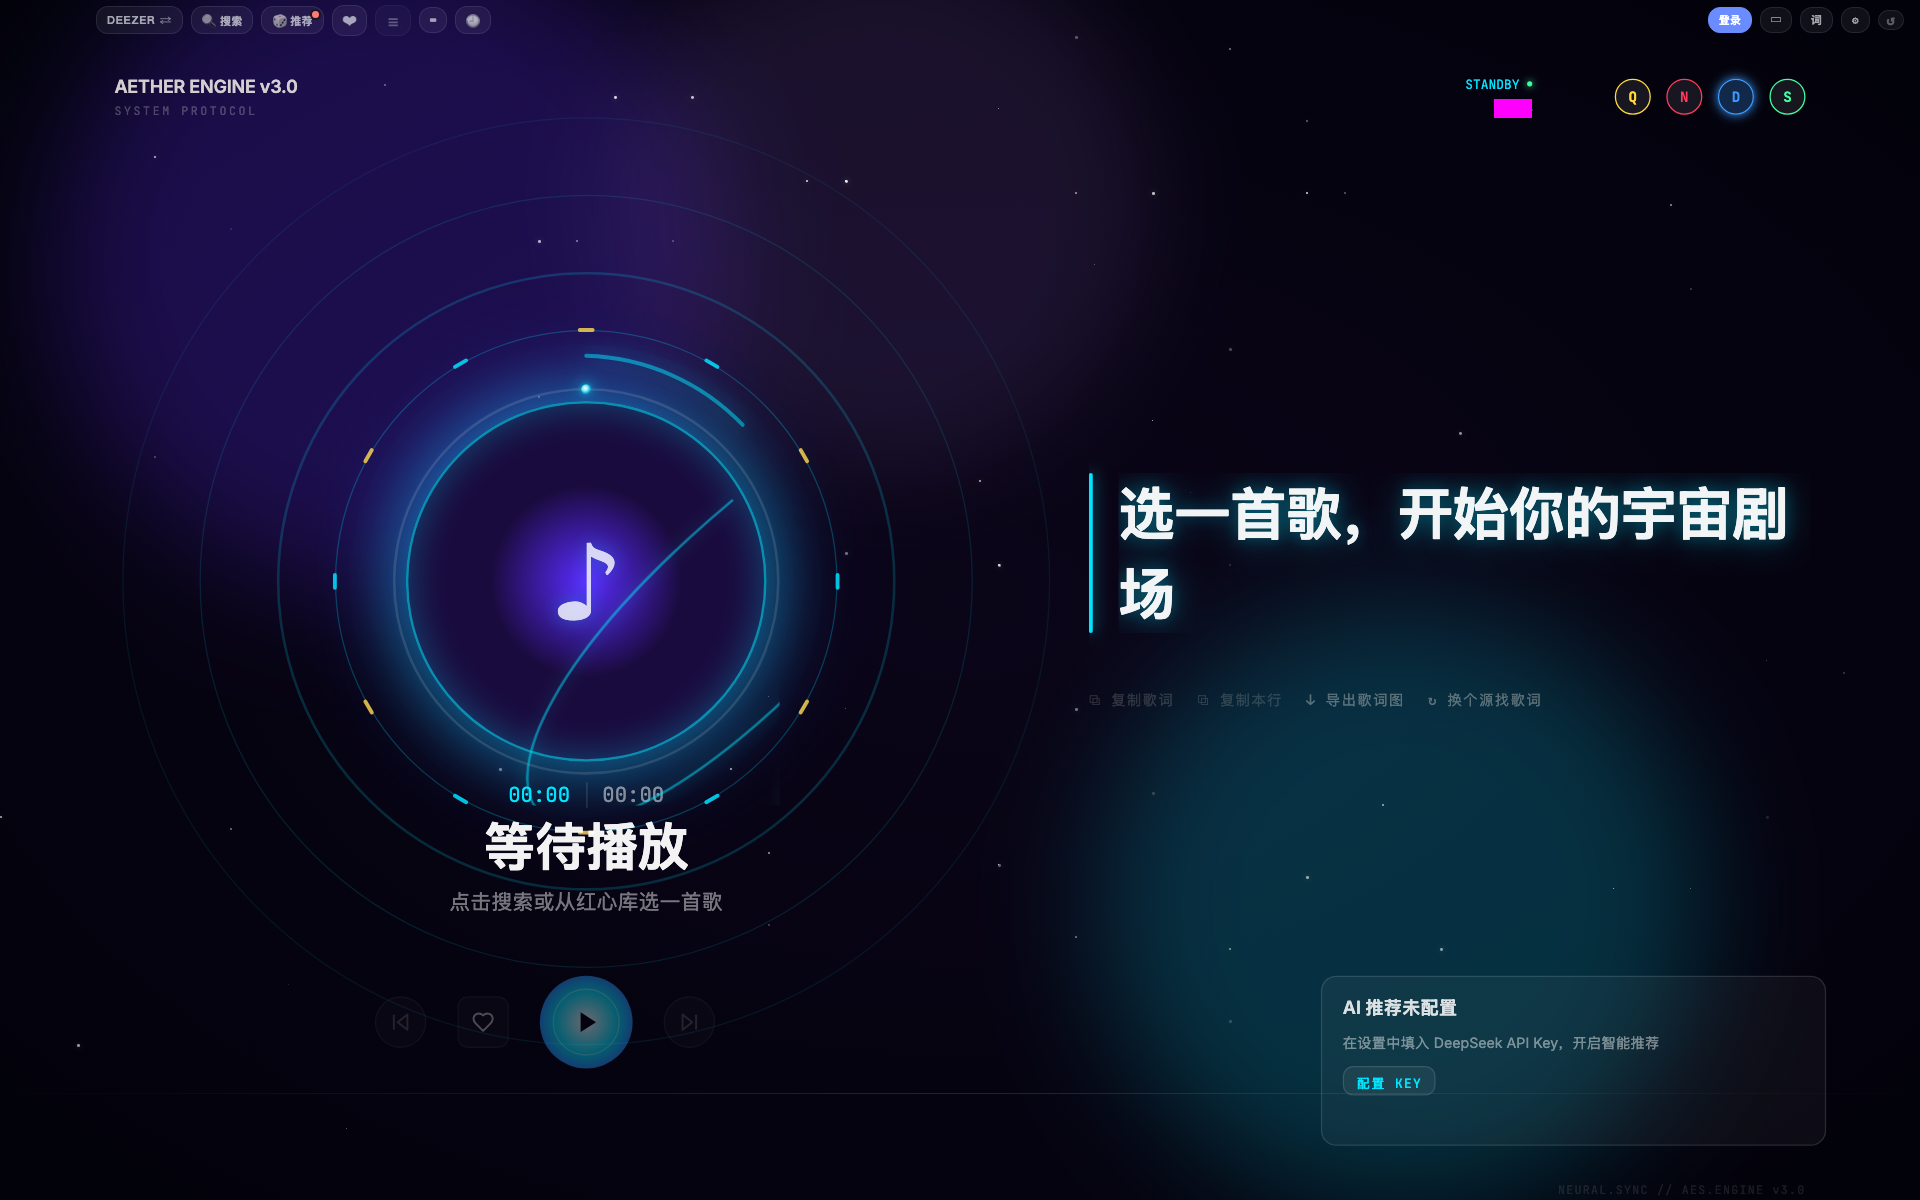 DEEZER ⇄
搜索
推荐
登录
词
AETHER ENGINE v3.0
SYSTEM PROTOCOL
STANDBY
Q
N
D
S
选一首歌，开始你的宇宙剧
场
复制歌词
复制本行
↓ 导出歌词图
↻ 换个源找歌词
00:00
00:00
等待播放
点击搜索或从红心库选一首歌
AI 推荐未配置
在设置中填入 DeepSeek API Key，开启智能推荐
配置 KEY
NEURAL.SYNC // AES.ENGINE v3.0